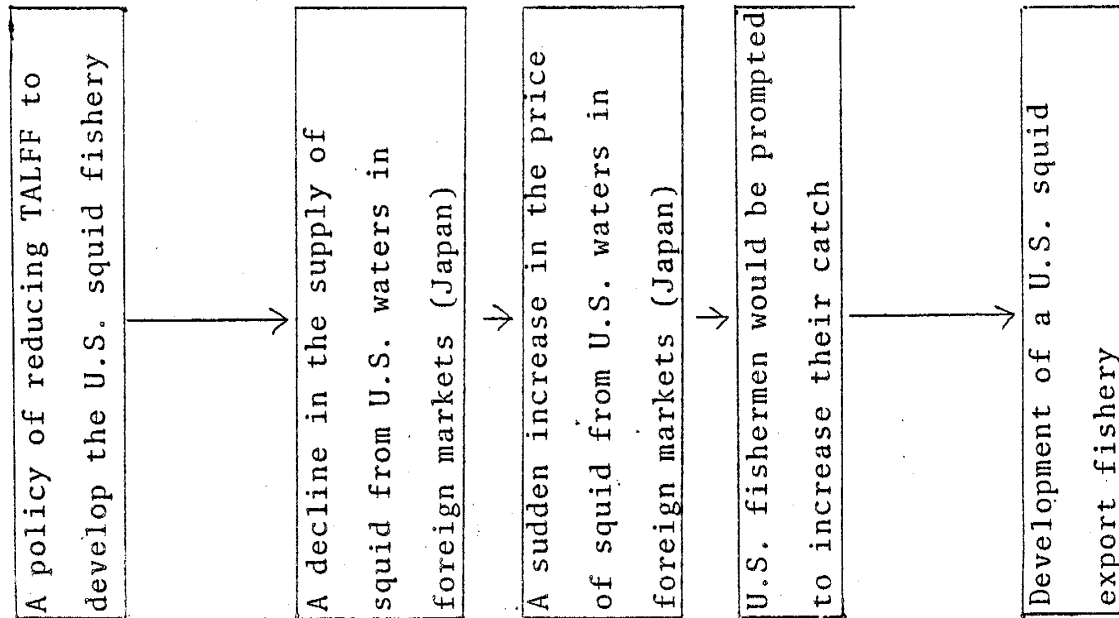 A policy of reducing TALFF to
develop the U.S. squid fishery
A decline in the supply of
squid from U.S. waters in
foreign markets (Japan)
A sudden increase in the price
of squid from U.S. waters in
foreign markets (Japan)
U.S. fishermen would be prompted
to increase their catch
Development of a U.S. squid
export fishery